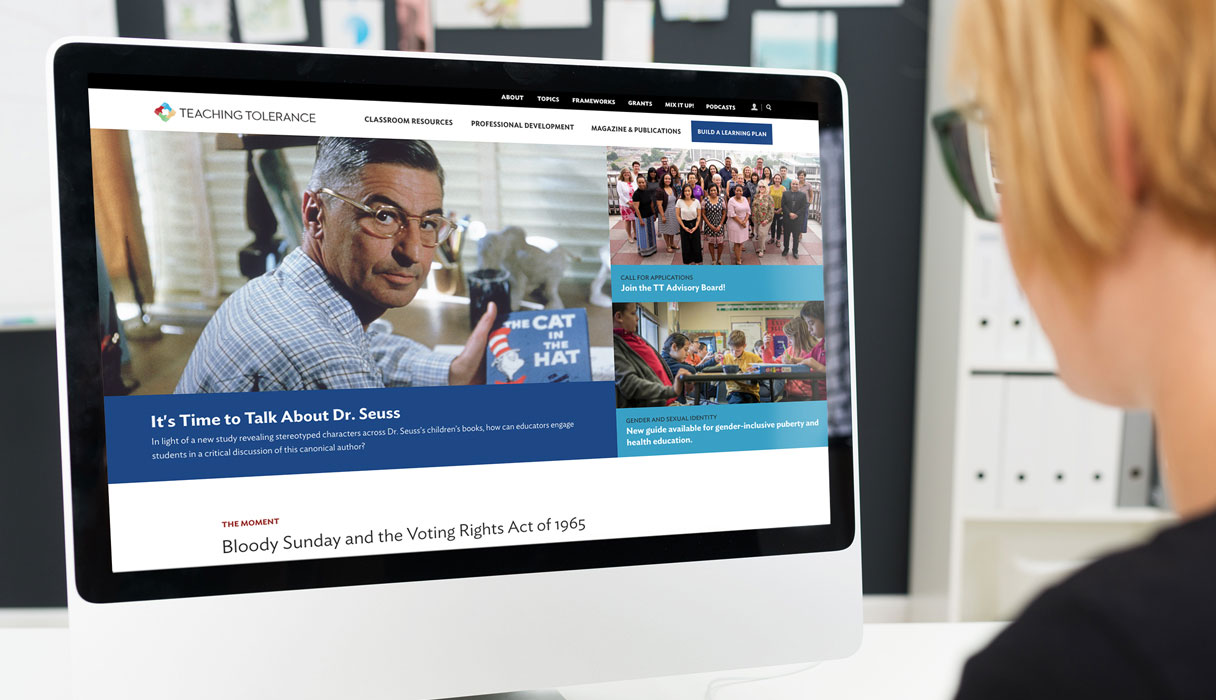 ABOUT TOPICS FRAMEWORKS GRANTS MIX IT UP! PODCASTS
TEACHING TOLERANCE
CLASSROOM RESOURCES PROFESSIONAL DEVELOPMENT MAGAZINE & PUBLICATIONS BUILD A LEARNING PLAN
THE CAT
IN
THE
HAT
It's Time to Talk About Dr. Seuss
In light of a new study revealing stereotyped characters across Dr. Seuss's children's books, how can educators engage
students in a critical discussion of this canonical author?
CALL FOR APPLICATIONS
Join the TT Advisory Board!
GENDER AND SEXUAL IDENTITY
New guide available for gender-inclusive puberty and
health education.
THE MOMENT
Bloody Sunday and the Voting Rights Act of 1965